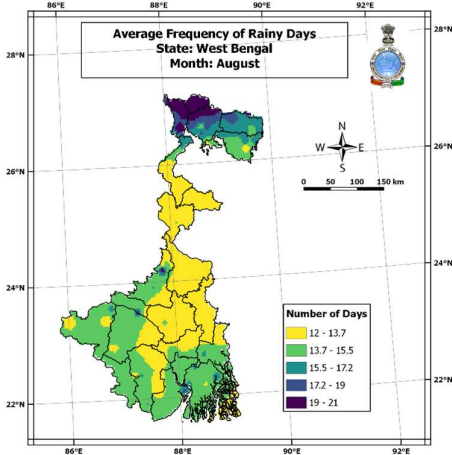 86°E
88°E
90°E
92°E
Average Frequency of Rainy Days
State: West Bengal
Month: August
28°N
28°N
N
W E
S
26°N
26°N
0 50 100 150 km
24°N
24°N
Number of Days
12 - 13.7
13.7 - 15.5
15.5 - 17.2
17.2 - 19
19 - 21
22°N
22°N
86°E
88°E
90°E
92°E